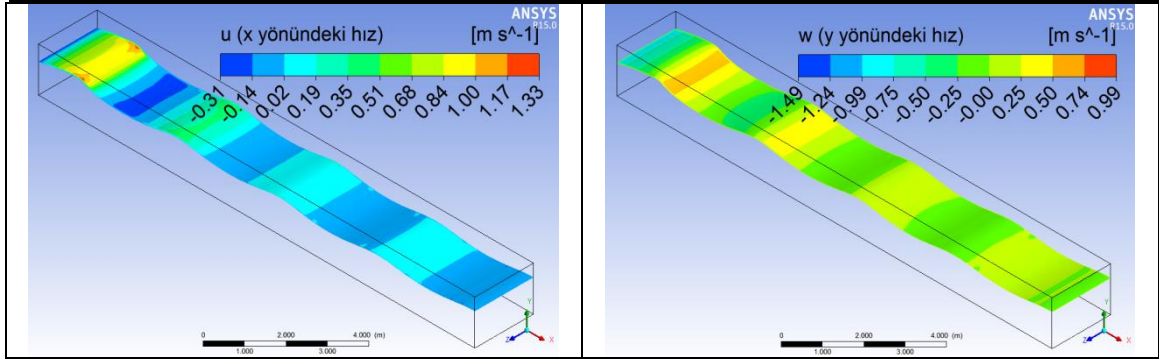 ANSYS
R15.0
u (x yönündeki hız) [m s^-1]
-0.31 -0.14 0.02 0.19 0.35 0.51 0.68 0.84 1.00 1.17 1.33
0 2.000 4.000 (m)
1.000 3.000
Y
Z X
ANSYS
R15.0
w (y yönündeki hız) [m s^-1]
-1.49 -1.24 -0.99 -0.75 -0.50 -0.25 -0.00 0.25 0.50 0.74 0.99
0 2.000 4.000 (m)
1.000 3.000
Y
Z X